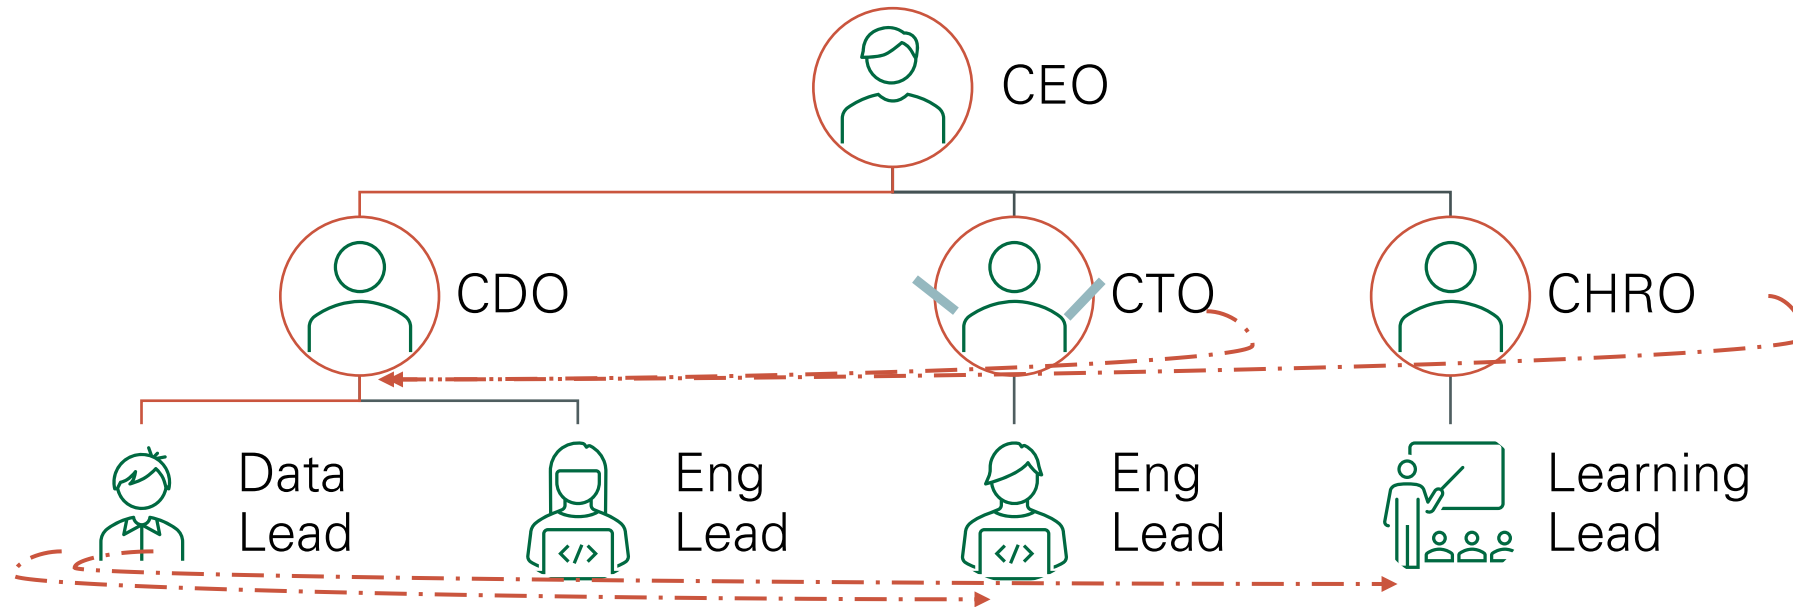 CEO
CDO
CTO
CHRO
Data
Lead
Eng
Lead
Eng
Lead
Learning
Lead
</>
</>